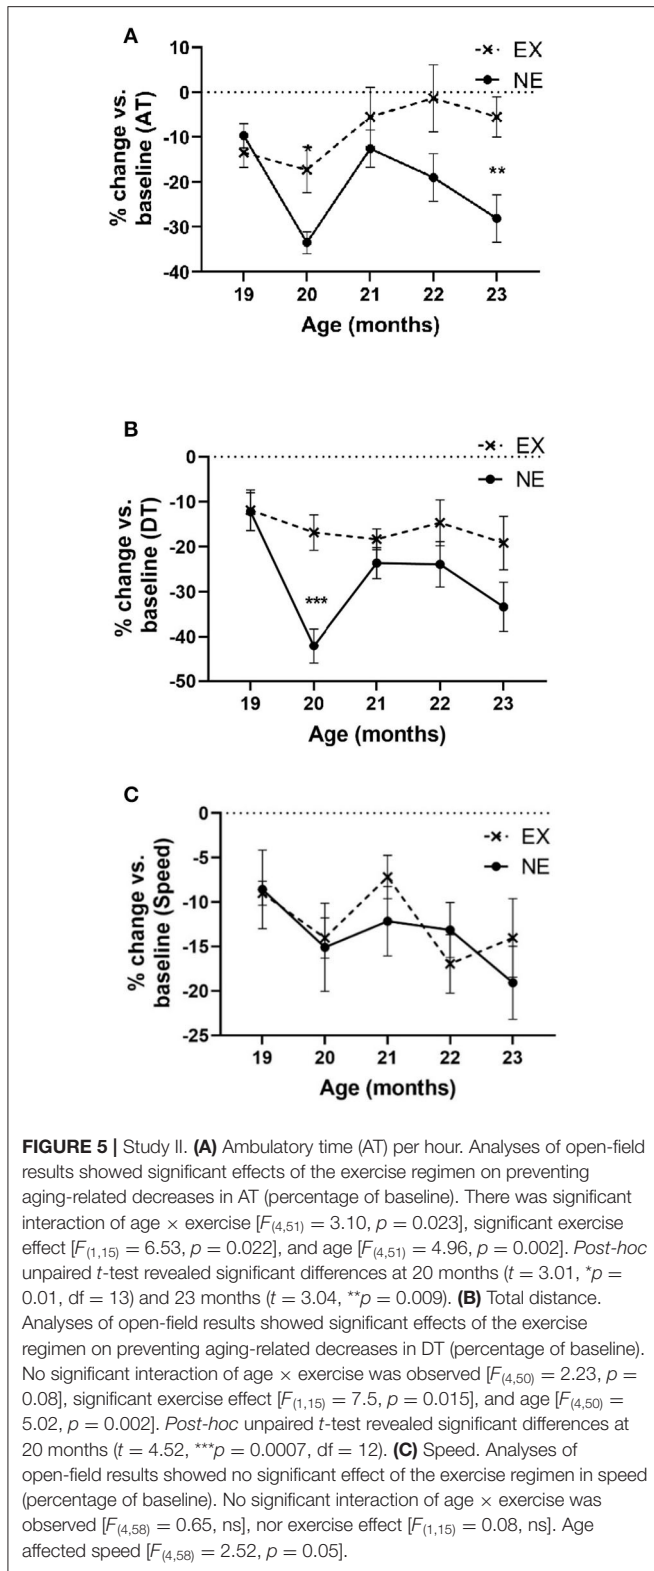 A
EX
NE
10
0
-10
-20
-30
-40
% change vs.
baseline (AT)
*
**
19 20 21 22 23
Age (months)
B
EX
NE
0
-10
-20
-30
-40
-50
% change vs.
baseline (DT)
***
19 20 21 22 23
Age (months)
C
EX
NE
0
-5
-10
-15
-20
-25
% change vs.
baseline (Speed)
19 20 21 22 23
Age (months)
FIGURE 5 | Study II. (A) Ambulatory time (AT) per hour. Analyses of open-field
results showed significant effects of the exercise regimen on preventing
aging-related decreases in AT (percentage of baseline). There was significant
interaction of age × exercise [F(4,51) = 3.10, p = 0.023], significant exercise
effect [F(1,15) = 6.53, p = 0.022], and age [F(4,51) = 4.96, p = 0.002]. Post-hoc
unpaired t-test revealed significant differences at 20 months (t = 3.01, *p =
0.01, df = 13) and 23 months (t = 3.04, **p = 0.009). (B) Total distance.
Analyses of open-field results showed significant effects of the exercise
regimen on preventing aging-related decreases in DT (percentage of baseline).
No significant interaction of age × exercise was observed [F(4,50) = 2.23, p =
0.08], significant exercise effect [F(1,15) = 7.5, p = 0.015], and age [F(4,50) =
5.02, p = 0.002]. Post-hoc unpaired t-test revealed significant differences at
20 months (t = 4.52, ***p = 0.0007, df = 12). (C) Speed. Analyses of
open-field results showed no significant effect of the exercise regimen in speed
(percentage of baseline). No significant interaction of age × exercise was
observed [F(4,58) = 0.65, ns], nor exercise effect [F(1,15) = 0.08, ns]. Age
affected speed [F(4,58) = 2.52, p = 0.05].